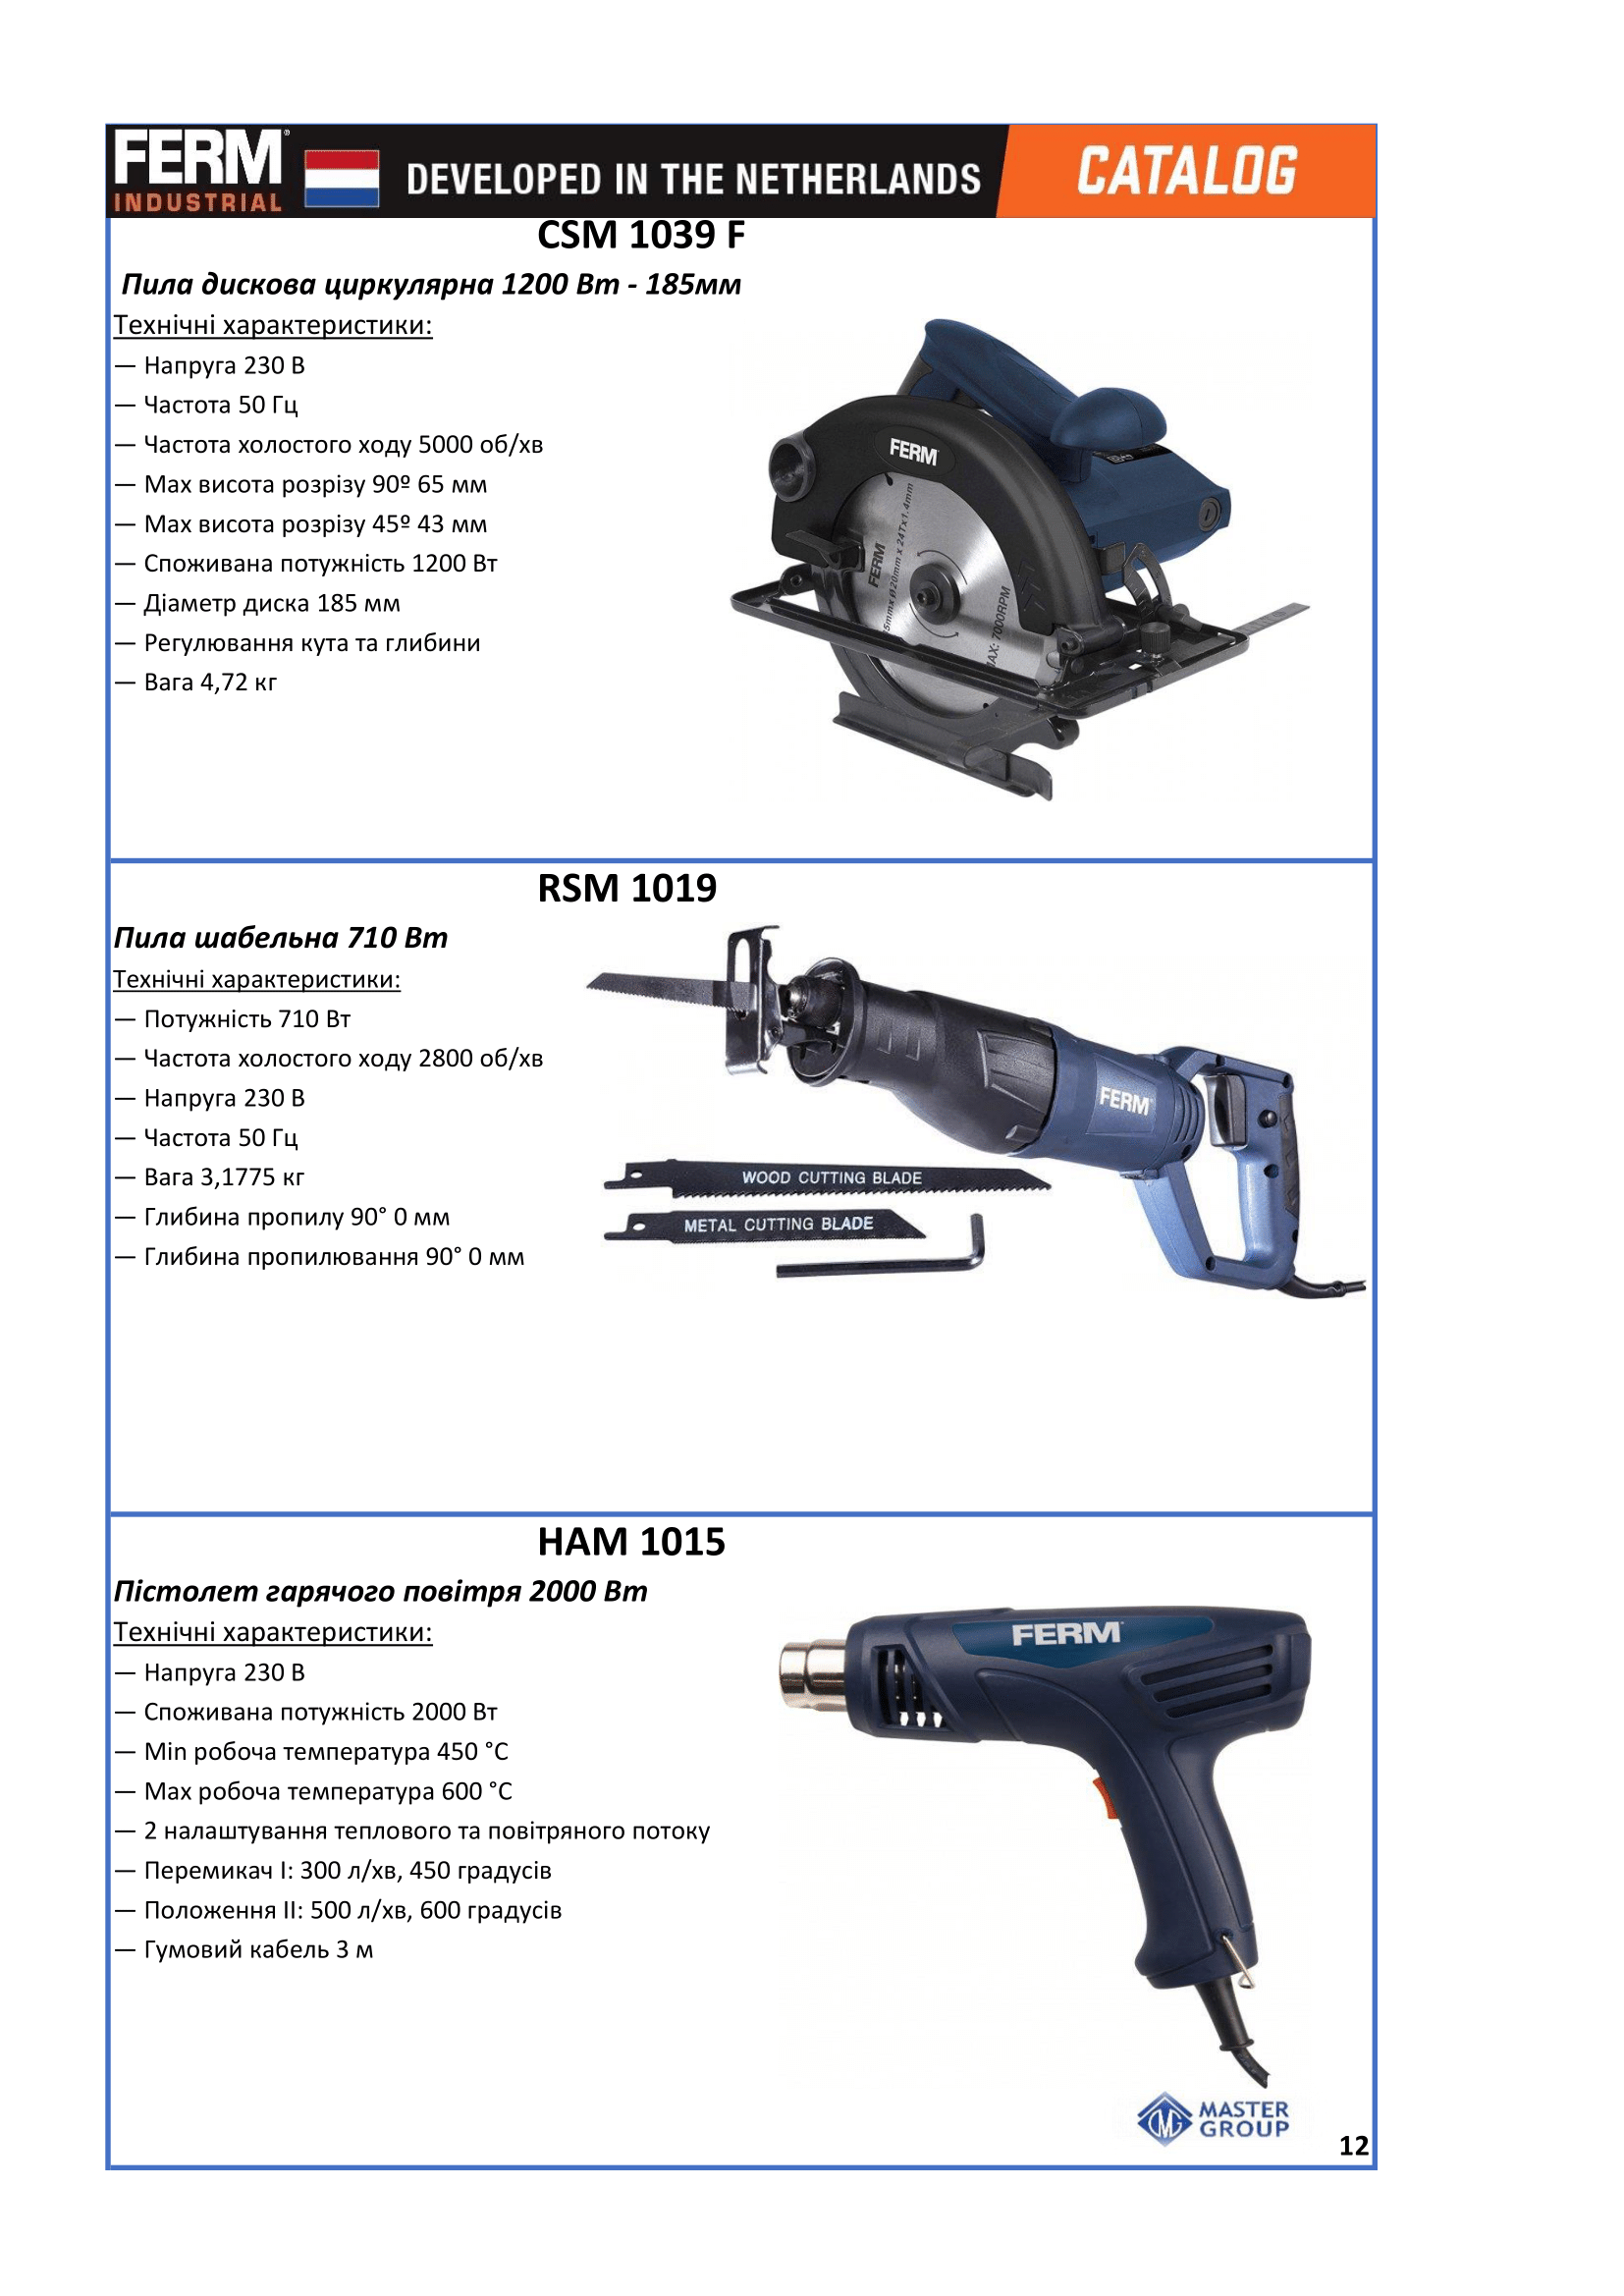 FERM®
INDUSTRIAL
DEVELOPED IN THE NETHERLANDS
CATALOG
CSM 1039 F
Пила дискова циркулярна 1200 Вт - 185мм
Технічні характеристики:
— Напруга 230 В
— Частота 50 Гц
— Частота холостого ходу 5000 об/хв
— Max висота розрізу 90º 65 мм
— Max висота розрізу 45º 43 мм
— Споживана потужність 1200 Вт
— Діаметр диска 185 мм
— Регулювання кута та глибини
— Вага 4,72 кг
FERM
FERM
5mmx Ø20mm x 24Tx1.4mm
AX: 7000RPM
RSM 1019
Пила шабельна 710 Вт
Технічні характеристики:
— Потужність 710 Вт
— Частота холостого ходу 2800 об/хв
— Напруга 230 В
— Частота 50 Гц
— Вага 3,1775 кг
— Глибина пропилу 90° 0 мм
— Глибина пропилювання 90° 0 мм
FERM
WOOD CUTTING BLADE
METAL CUTTING BLADE
HAM 1015
Пістолет гарячого повітря 2000 Вт
Технічні характеристики:
— Напруга 230 В
— Споживана потужність 2000 Вт
— Min робоча температура 450 °C
— Max робоча температура 600 °C
— 2 налаштування теплового та повітряного потоку
— Перемикач I: 300 л/хв, 450 градусів
— Положення II: 500 л/хв, 600 градусів
— Гумовий кабель 3 м
FERM
MASTER
GROUP
12